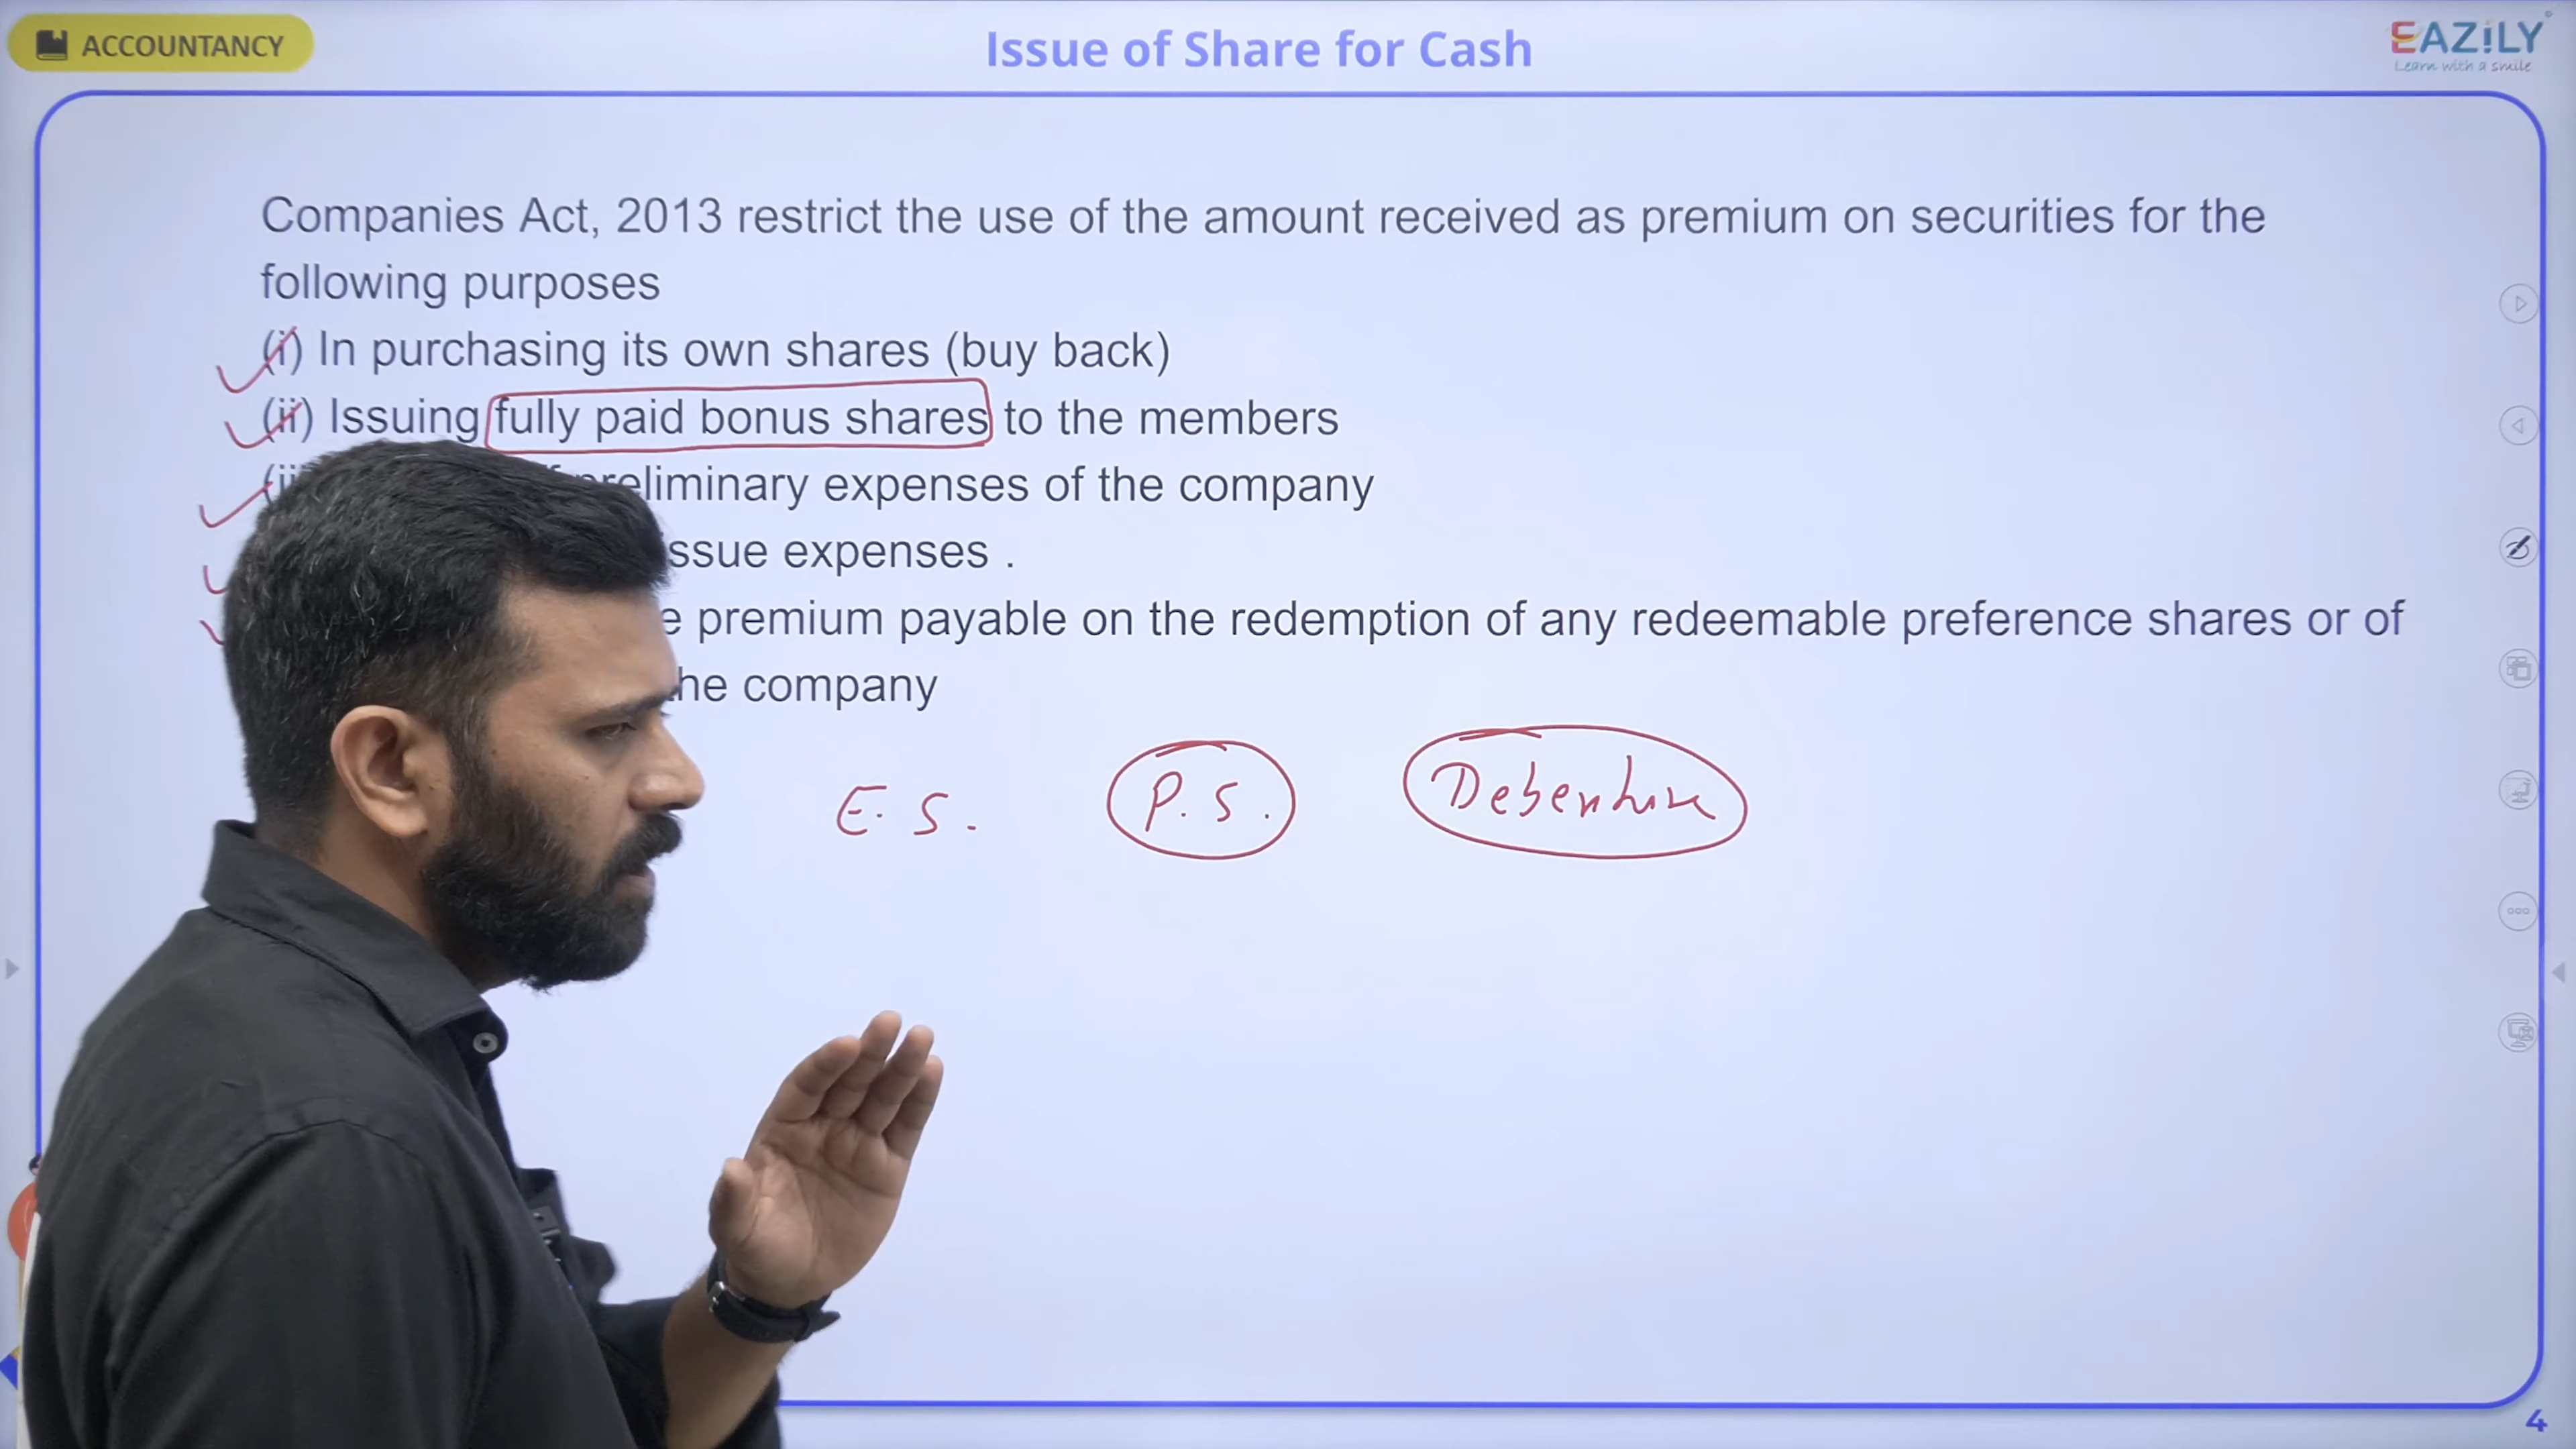 ACCOUNTANCY
Issue of Share for Cash
EAZiLY
Learn with a smile
Companies Act, 2013 restrict the use of the amount received as premium on securities for the
following purposes
(i) In purchasing its own shares (buy back)
(ii) Issuing fully paid bonus shares to the members
preliminary expenses of the company
issue expenses .
premium payable on the redemption of any redeemable preference shares or of
the company
E. S.
P. S.
Debenture
4